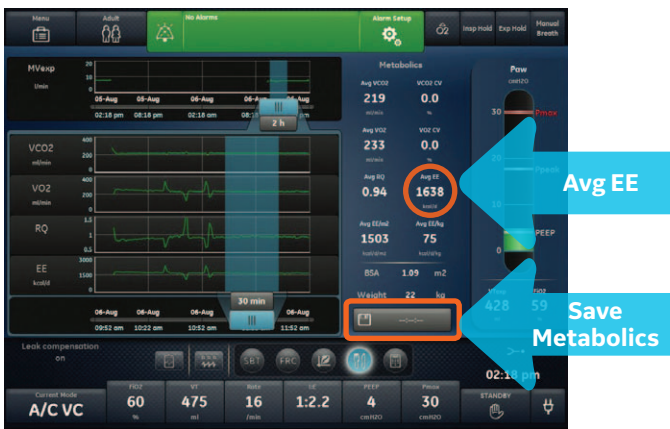 Menu
Adult
No Alarms
Alarm Setup
O2
Insp Hold
Exp Hold
Manual
Breath
MVexp
l/min
20
10
0
05-Aug 05-Aug 06-Aug 06-Aug Aug
02:18 pm 08:18 pm 02:18 am 08:18
2 h
VCO2
ml/min
400
200
VO2
ml/min
400
200
0
RQ
1.5
1
0.5
EE
kcal/d
3000
1500
0
30 min
06-Aug 06-Aug 06-Aug 06-Aug
09:52 am 10:22 am 10:52 am 11:52 am
Metabolics
Avg VCO2 VCO2 CV
219 0.0
ml/min %
Avg VO2 VO2 CV
233 0.0
ml/min %
Avg RQ Avg EE
0.94 1638
kcal/d
Avg EE/m2 Avg EE/kg
1503 75
kcal/d/m2 kcal/d/kg
BSA 1.09 m2
Weight 22 kg
--:--:--
Paw
cmH2O
30
Pmax
20
Ppeak
10
PEEP
0
FiO2
428 59
Avg EE
Save
Metabolics
Leak compensation
on
SBT
FRC
02:18 pm
Current Mode
A/C VC
FiO2
60
%
VT
475
ml
Rate
16
/min
I:E
1:2.2
PEEP
4
cmH2O
Pmax
30
cmH2O
STANDBY